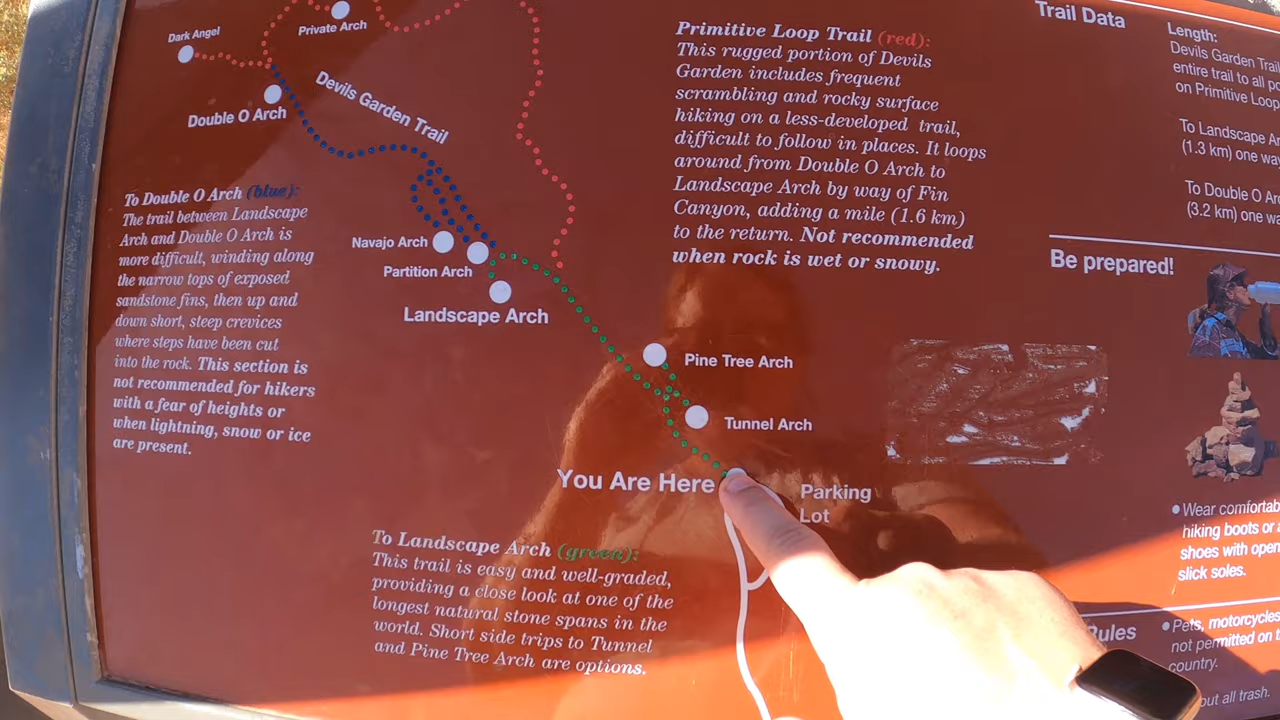 Dark Angel
Private Arch
Double O Arch
Devils Garden Trail
To Double O Arch (blue):
The trail between Landscape
Arch and Double O Arch is
more difficult, winding along
the narrow tops of exposed
sandstone fins, then up and
down short, steep crevices
where steps have been cut
into the rock. This section is
not recommended for hikers
with a fear of heights or
when lightning, snow or ice
are present.
Navajo Arch
Partition Arch
Landscape Arch
Pine Tree Arch
Tunnel Arch
You Are Here
Parking
Lot
To Landscape Arch (green):
This trail is easy and well-graded,
providing a close look at one of the
longest natural stone spans in the
world. Short side trips to Tunnel
and Pine Tree Arch are options.
Primitive Loop Trail (red):
This rugged portion of Devils
Garden includes frequent
scrambling and rocky surface
hiking on a less-developed trail,
difficult to follow in places. It loops
around from Double O Arch to
Landscape Arch by way of Fin
Canyon, adding a mile (1.6 km)
to the return. Not recommended
when rock is wet or snowy.
Trail Data
Length:
Devils Garden Trail
entire trail to all po
on Primitive Loop
To Landscape Ar
(1.3 km) one way
To Double O Arc
(3.2 km) one wa
Be prepared!
• Wear comfortab
hiking boots or a
shoes with open
slick soles.
Rules
• Pets, motorcycles
not permitted on t
country.
out all trash.